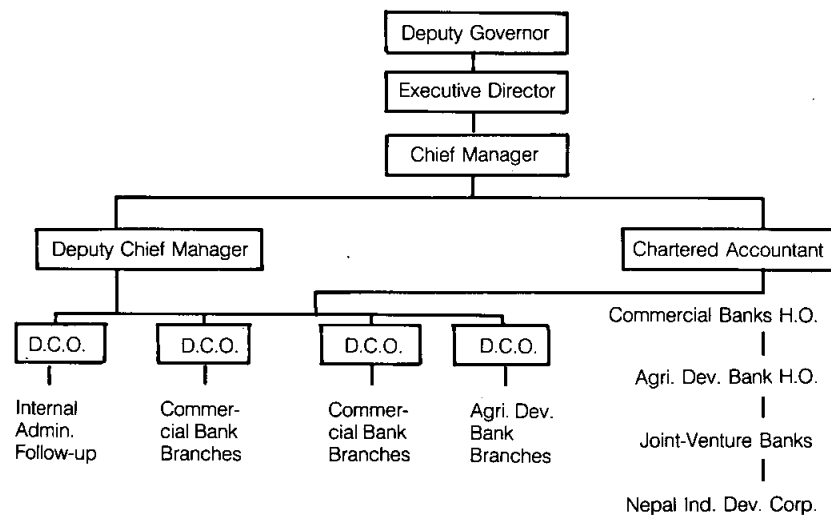 Deputy Governor
Executive Director
Chief Manager
Deputy Chief Manager
Chartered Accountant
D.C.O.
D.C.O.
D.C.O.
D.C.O.
Internal
Admin.
Follow-up
Commer-
cial Bank
Branches
Commer-
cial Bank
Branches
Agri. Dev.
Bank
Branches
Commercial Banks H.O.
Agri. Dev. Bank H.O.
Joint-Venture Banks
Nepal Ind. Dev. Corp.